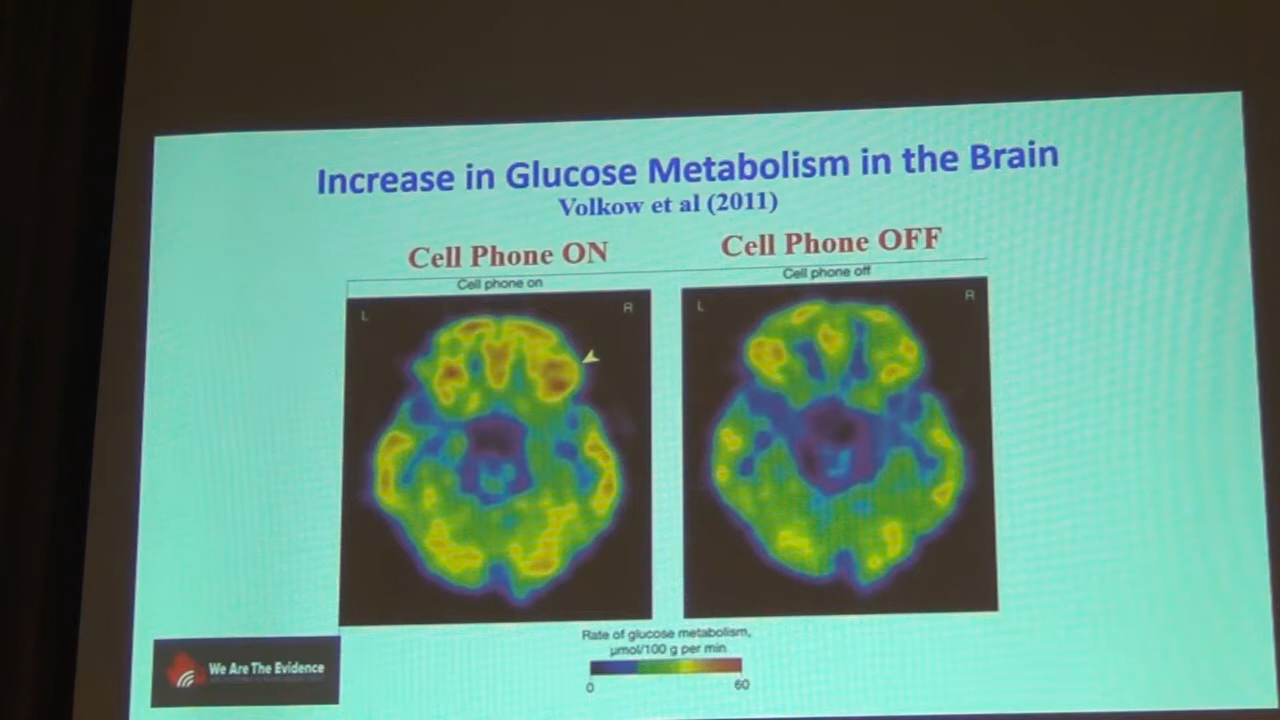 Increase in Glucose Metabolism in the Brain
Volkow et al (2011)
Cell Phone ON
Cell Phone OFF
Cell phone on
Cell phone off
L
R
L
R
Rate of glucose metabolism,
µmol/100 g per min
0
60
We Are The Evidence